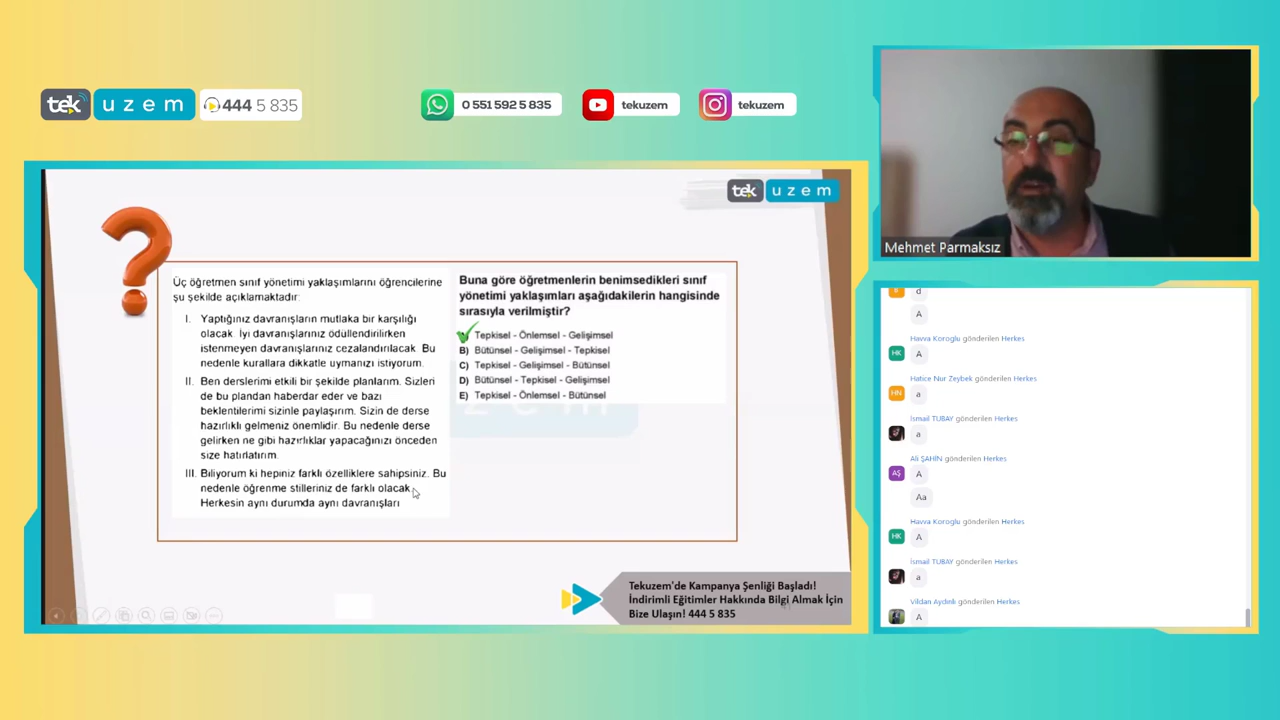 tek uzem 444 5 835
0 551 592 5 835
tekuzem
tekuzem
tek uzem
Üç öğretmen sınıf yönetimi yaklaşımlarını öğrencilerine
şu şekilde açıklamaktadır:
I. Yaptığınız davranışların mutlaka bir karşılığı
olacak İyi davranışlarınız ödüllendirilirken
istenmeyen davranışlarınız cezalandırılacak Bu
nedenle kurallara dikkatle uymanızı istiyorum.
II. Ben derslerimi etkili bir şekilde planlarım. Sizleri
de bu plandan haberdar eder ve bazı
beklentilerimi sizinle paylaşırım. Sizin de derse
hazırlıklı gelmeniz önemlidir. Bu nedenle derse
gelirken ne gibi hazırlıklar yapacağınızı önceden
size hatırlatırım.
III. Biliyorum ki hepiniz farklı özelliklere sahipsiniz. Bu
nedenle öğrenme stilleriniz de farklı olacak
Herkesin aynı durumda aynı davranışları
Buna göre öğretmenlerin benimsedikleri sınıf
yönetimi yaklaşımları aşağıdakilerin hangisinde
sırasıyla verilmiştir?
Tepkisel - Önlemsel - Gelişimsel
B) Bütünsel - Gelişimsel - Tepkisel
C) Tepkisel - Gelişimsel - Bütünsel
D) Bütünsel - Tepkisel - Gelişimsel
E) Tepkisel - Önlemsel - Bütünsel
Tekuzem'de Kampanya Şenliği Başladı!
İndirimli Eğitimler Hakkında Bilgi Almak İçin
Bize Ulaşın! 444 5 835
Mehmet Parmaksız
d
A
Havva Koroglu gönderilen Herkes
HK A
Hatice Nur Zeybek gönderilen Herkes
HN a
İsmail TUBAY gönderilen Herkes
a
Ali ŞAHİN gönderilen Herkes
AŞ A
Aa
Havva Koroglu gönderilen Herkes
HK A
İsmail TUBAY gönderilen Herkes
a
Vildan Aydınlı gönderilen Herkes
A